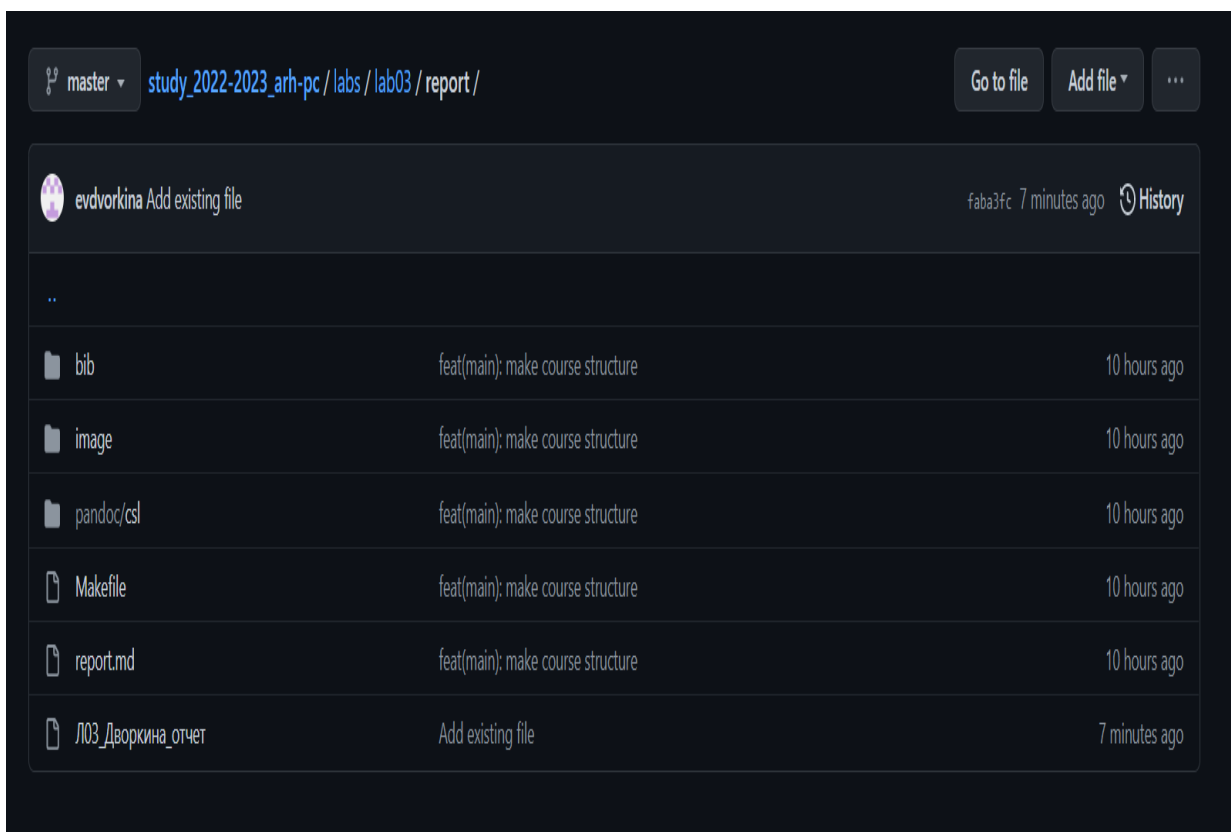 master study_2022-2023_arh-pc / labs / lab03 / report / Go to file Add file ...
evdvorkina Add existing file faba3fc 7 minutes ago History
..
bib feat(main): make course structure 10 hours ago
image feat(main): make course structure 10 hours ago
pandoc/csl feat(main): make course structure 10 hours ago
Makefile feat(main): make course structure 10 hours ago
report.md feat(main): make course structure 10 hours ago
Л03_Дворкина_отчет Add existing file 7 minutes ago